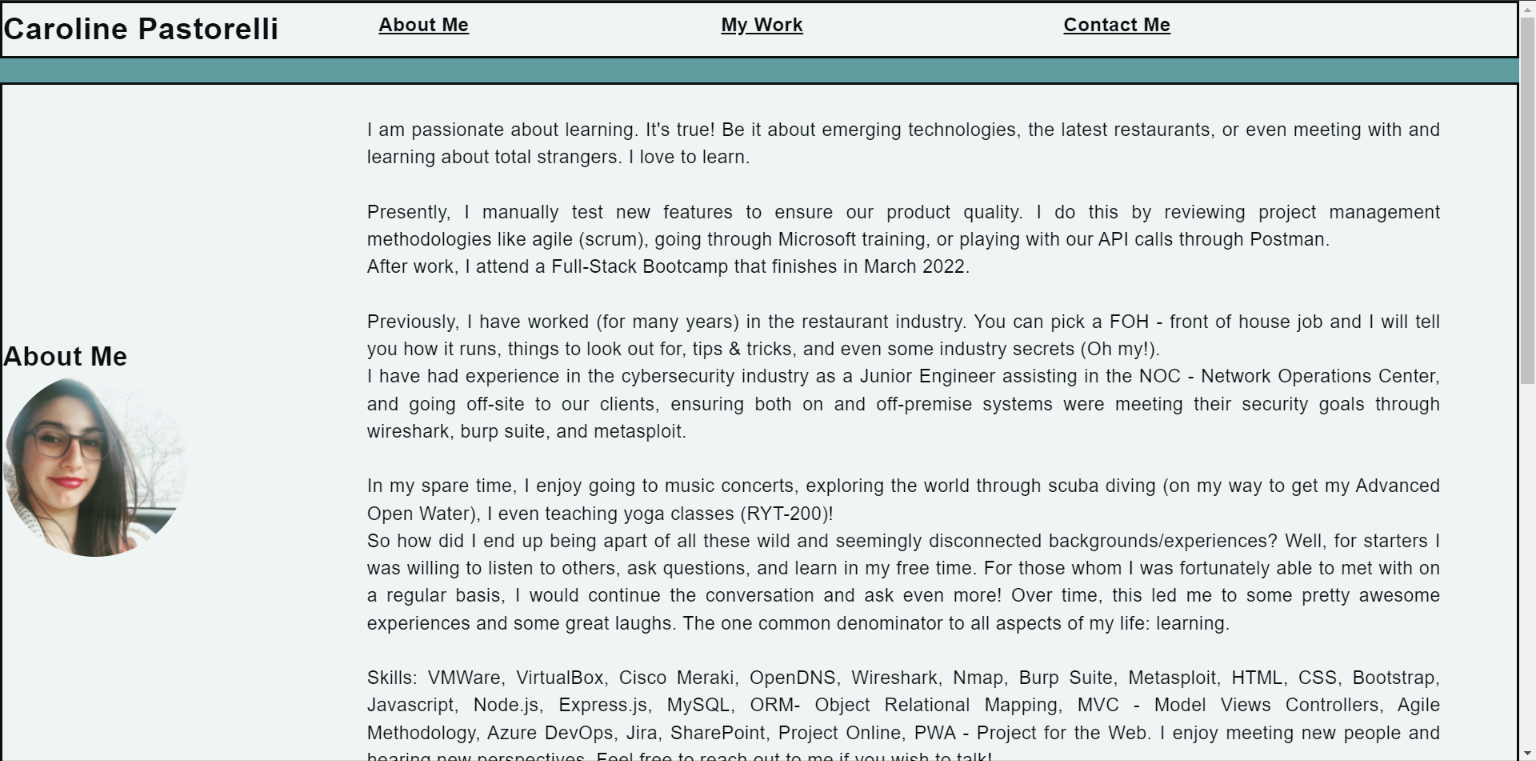 Caroline Pastorelli
About Me
My Work
Contact Me
About Me
I am passionate about learning. It's true! Be it about emerging technologies, the latest restaurants, or even meeting with and
learning about total strangers. I love to learn.
Presently, I manually test new features to ensure our product quality. I do this by reviewing project management
methodologies like agile (scrum), going through Microsoft training, or playing with our API calls through Postman.
After work, I attend a Full-Stack Bootcamp that finishes in March 2022.
Previously, I have worked (for many years) in the restaurant industry. You can pick a FOH - front of house job and I will tell
you how it runs, things to look out for, tips & tricks, and even some industry secrets (Oh my!).
I have had experience in the cybersecurity industry as a Junior Engineer assisting in the NOC - Network Operations Center,
and going off-site to our clients, ensuring both on and off-premise systems were meeting their security goals through
wireshark, burp suite, and metasploit.
In my spare time, I enjoy going to music concerts, exploring the world through scuba diving (on my way to get my Advanced
Open Water), I even teaching yoga classes (RYT-200)!
So how did I end up being apart of all these wild and seemingly disconnected backgrounds/experiences? Well, for starters I
was willing to listen to others, ask questions, and learn in my free time. For those whom I was fortunately able to met with on
a regular basis, I would continue the conversation and ask even more! Over time, this led me to some pretty awesome
experiences and some great laughs. The one common denominator to all aspects of my life: learning.
Skills: VMWare, VirtualBox, Cisco Meraki, OpenDNS, Wireshark, Nmap, Burp Suite, Metasploit, HTML, CSS, Bootstrap,
Javascript, Node.js, Express.js, MySQL, ORM- Object Relational Mapping, MVC - Model Views Controllers, Agile
Methodology, Azure DevOps, Jira, SharePoint, Project Online, PWA - Project for the Web. I enjoy meeting new people and
hearing new perspectives. Feel free to reach out to me if you wish to talk!